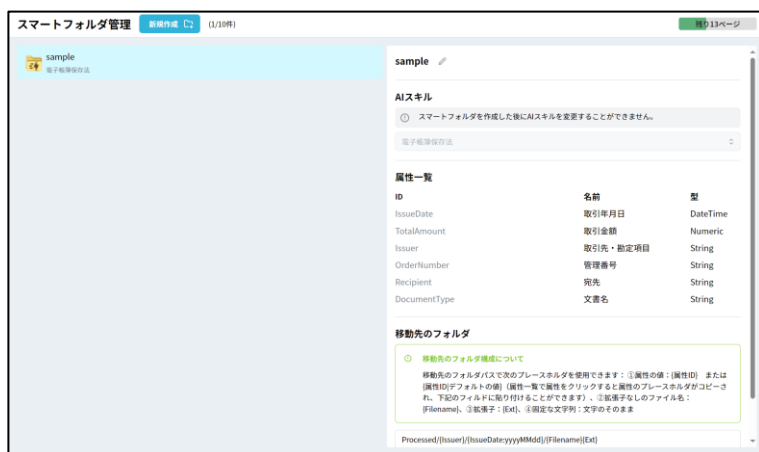 スマートフォルダ管理
新規作成
(1/10件)
残り13ページ
sample
電子帳簿保存法
sample
AIスキル
スマートフォルダを作成した後にAIスキルを変更することができません。
電子帳簿保存法
属性一覧
ID 名前 型
IssueDate 取引年月日 DateTime
TotalAmount 取引金額 Numeric
Issuer 取引先・勘定項目 String
OrderNumber 管理番号 String
Recipient 宛先 String
DocumentType 文書名 String
移動先のフォルダ
移動先のフォルダ構成について
移動先のフォルダパスで次のプレースホルダを使用できます：①属性の値：{属性ID} または
{属性ID|デフォルトの値}（属性一覧で属性をクリックすると属性のプレースホルダがコピーさ
れ、下記のフィールドに貼り付けることができます）、②拡張子なしのファイル名：
{Filename}、③拡張子：{Ext}、④固定な文字列：文字のそのまま
Processed/{Issuer}/{IssueDate:yyyyMMdd}/{Filename}{Ext}